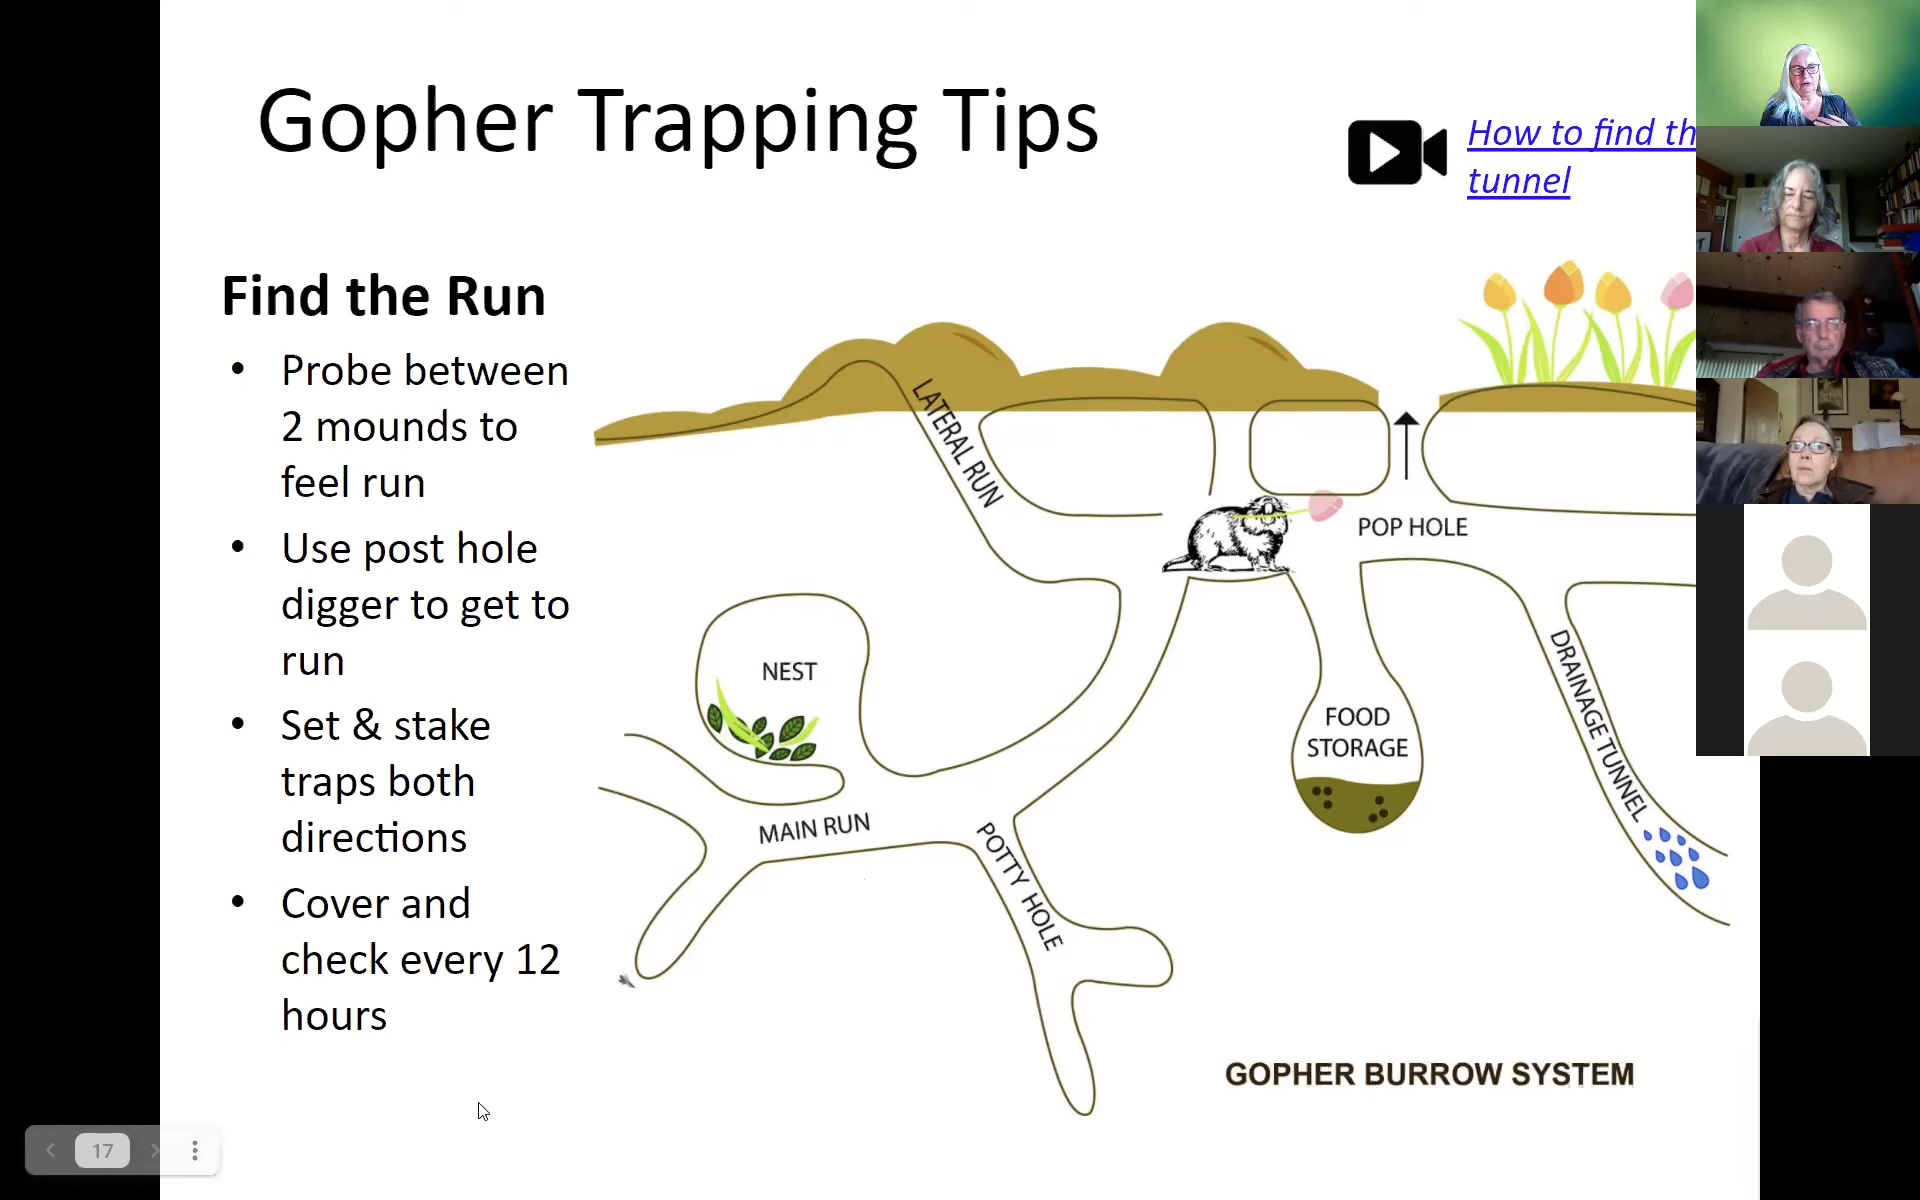 Gopher Trapping Tips
How to find th
tunnel
Find the Run
• Probe between
2 mounds to
feel run
• Use post hole
digger to get to
run
• Set & stake
traps both
directions
• Cover and
check every 12
hours
LATERAL RUN
POP HOLE
NEST
FOOD
STORAGE
DRAINAGE TUNNEL
MAIN RUN
POTTY HOLE
GOPHER BURROW SYSTEM
17